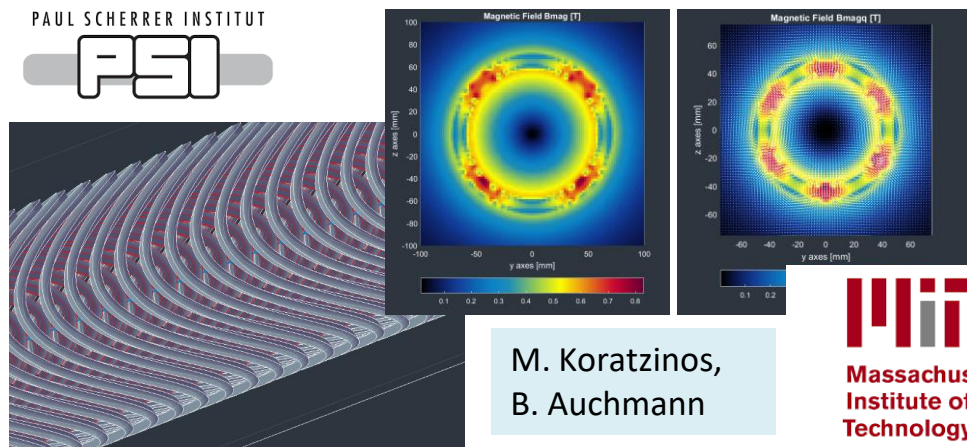 PAUL SCHERRER INSTITUT
PSI
Magnetic Field Bmag [T]
z axes [mm]
100
80
60
40
20
0
-20
-40
-60
-80
-100
-100
-50
0
50
100
y axes [mm]
0.1 0.2 0.3 0.4 0.5 0.6 0.7 0.8
Magnetic Field Bmagq [T]
z axes [mm]
60
40
20
0
-20
-40
-60
-60 -40 -20 0 20 40 60
y axes [mm]
0.1 0.2
M. Koratzinos,
B. Auchmann
MiT
Massachus
Institute of
Technology